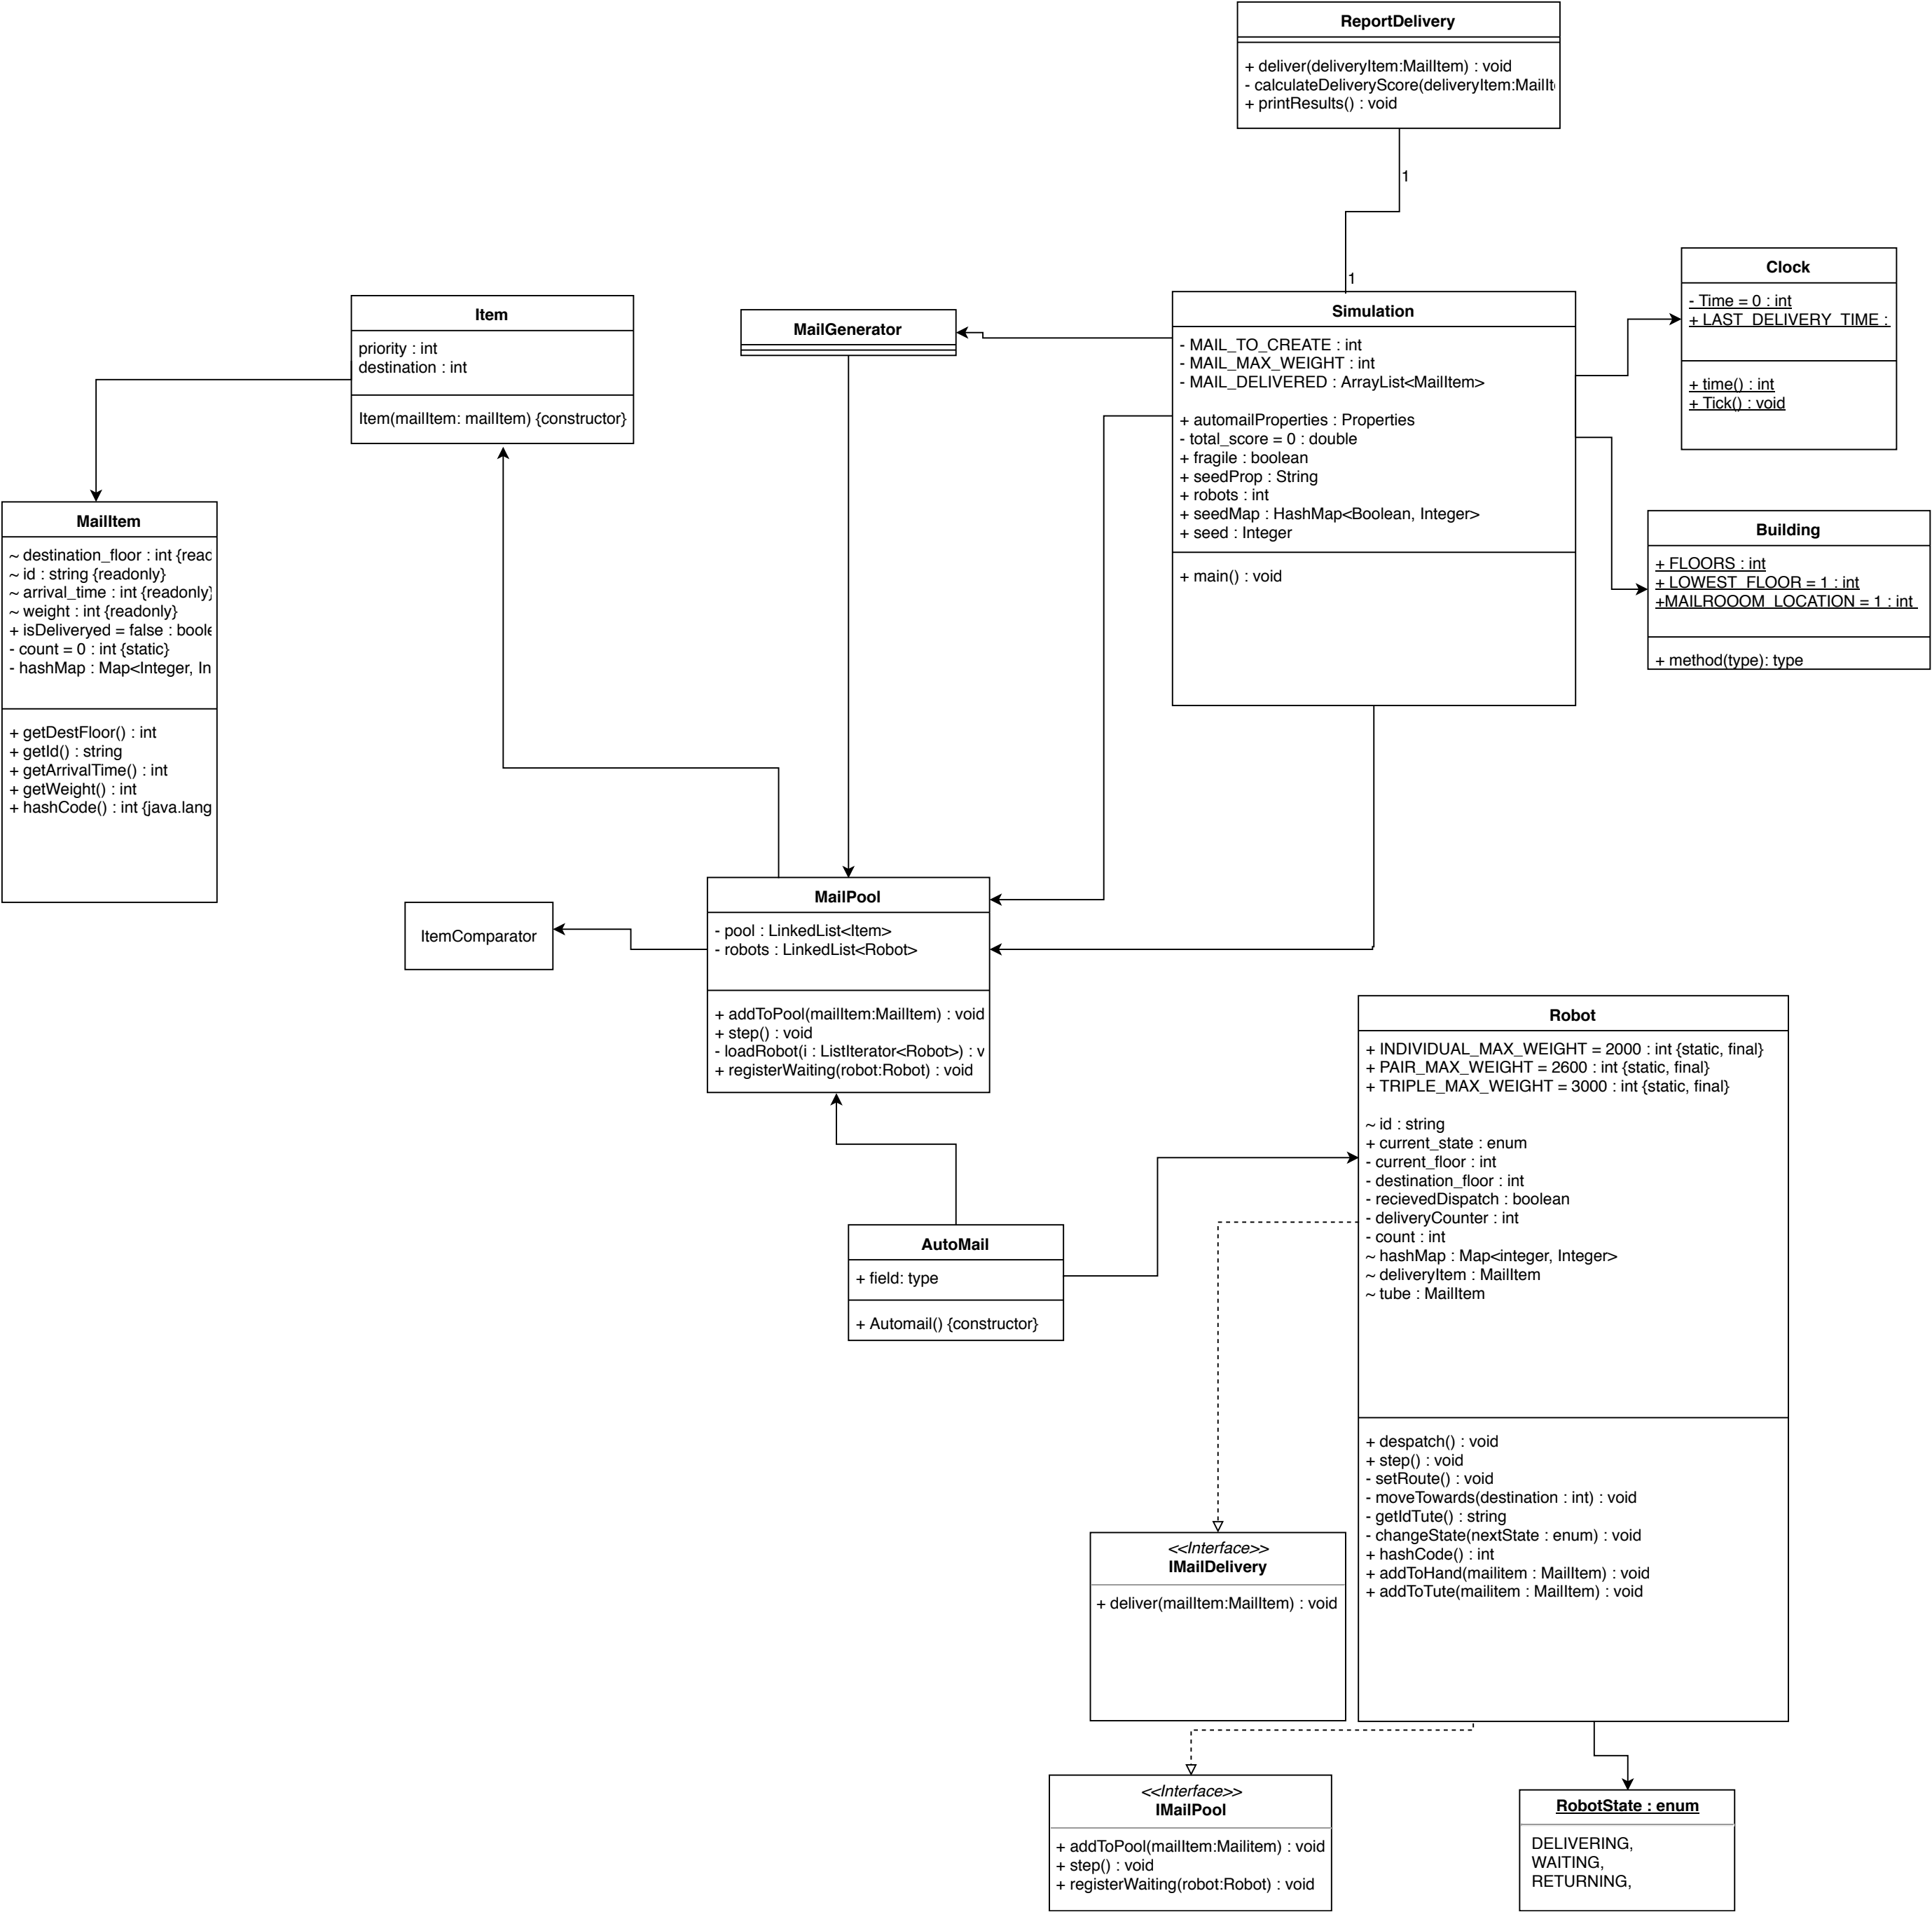 ReportDelivery
+ deliver(deliveryItem:MailItem) : void
- calculateDeliveryScore(deliveryItem:MailIt
+ printResults() : void
1
1
Clock
- Time = 0 : int
+ LAST_DELIVERY_TIME :
+ time() : int
+ Tick() : void
Item
priority : int
destination : int
Item(mailItem: mailItem) {constructor}
MailGenerator
Simulation
- MAIL_TO_CREATE : int
- MAIL_MAX_WEIGHT : int
- MAIL_DELIVERED : ArrayList<MailItem>
+ automailProperties : Properties
- total_score = 0 : double
+ fragile : boolean
+ seedProp : String
+ robots : int
+ seedMap : HashMap<Boolean, Integer>
+ seed : Integer
+ main() : void
Building
+ FLOORS : int
+ LOWEST_FLOOR = 1 : int
+MAILROOOM_LOCATION = 1 : int
+ method(type): type
MailItem
~ destination_floor : int {reac
~ id : string {readonly}
~ arrival_time : int {readonly}
~ weight : int {readonly}
+ isDeliveryed = false : boole
- count = 0 : int {static}
- hashMap : Map<Integer, In
+ getDestFloor() : int
+ getId() : string
+ getArrivalTime() : int
+ getWeight() : int
+ hashCode() : int {java.lang
MailPool
- pool : LinkedList<Item>
- robots : LinkedList<Robot>
+ addToPool(mailItem:MailItem) : void
+ step() : void
- loadRobot(i : ListIterator<Robot>) : v
+ registerWaiting(robot:Robot) : void
ItemComparator
Robot
+ INDIVIDUAL_MAX_WEIGHT = 2000 : int {static, final}
+ PAIR_MAX_WEIGHT = 2600 : int {static, final}
+ TRIPLE_MAX_WEIGHT = 3000 : int {static, final}
~ id : string
+ current_state : enum
- current_floor : int
- destination_floor : int
- recievedDispatch : boolean
- deliveryCounter : int
- count : int
~ hashMap : Map<integer, Integer>
~ deliveryItem : MailItem
~ tube : MailItem
+ despatch() : void
+ step() : void
- setRoute() : void
- moveTowards(destination : int) : void
- getIdTute() : string
- changeState(nextState : enum) : void
+ hashCode() : int
+ addToHand(mailitem : MailItem) : void
+ addToTute(mailitem : MailItem) : void
AutoMail
+ field: type
+ Automail() {constructor}
<<Interface>>
IMailDelivery
+ deliver(mailItem:MailItem) : void
<<Interface>>
IMailPool
+ addToPool(mailItem:Mailitem) : void
+ step() : void
+ registerWaiting(robot:Robot) : void
RobotState : enum
DELIVERING,
WAITING,
RETURNING,